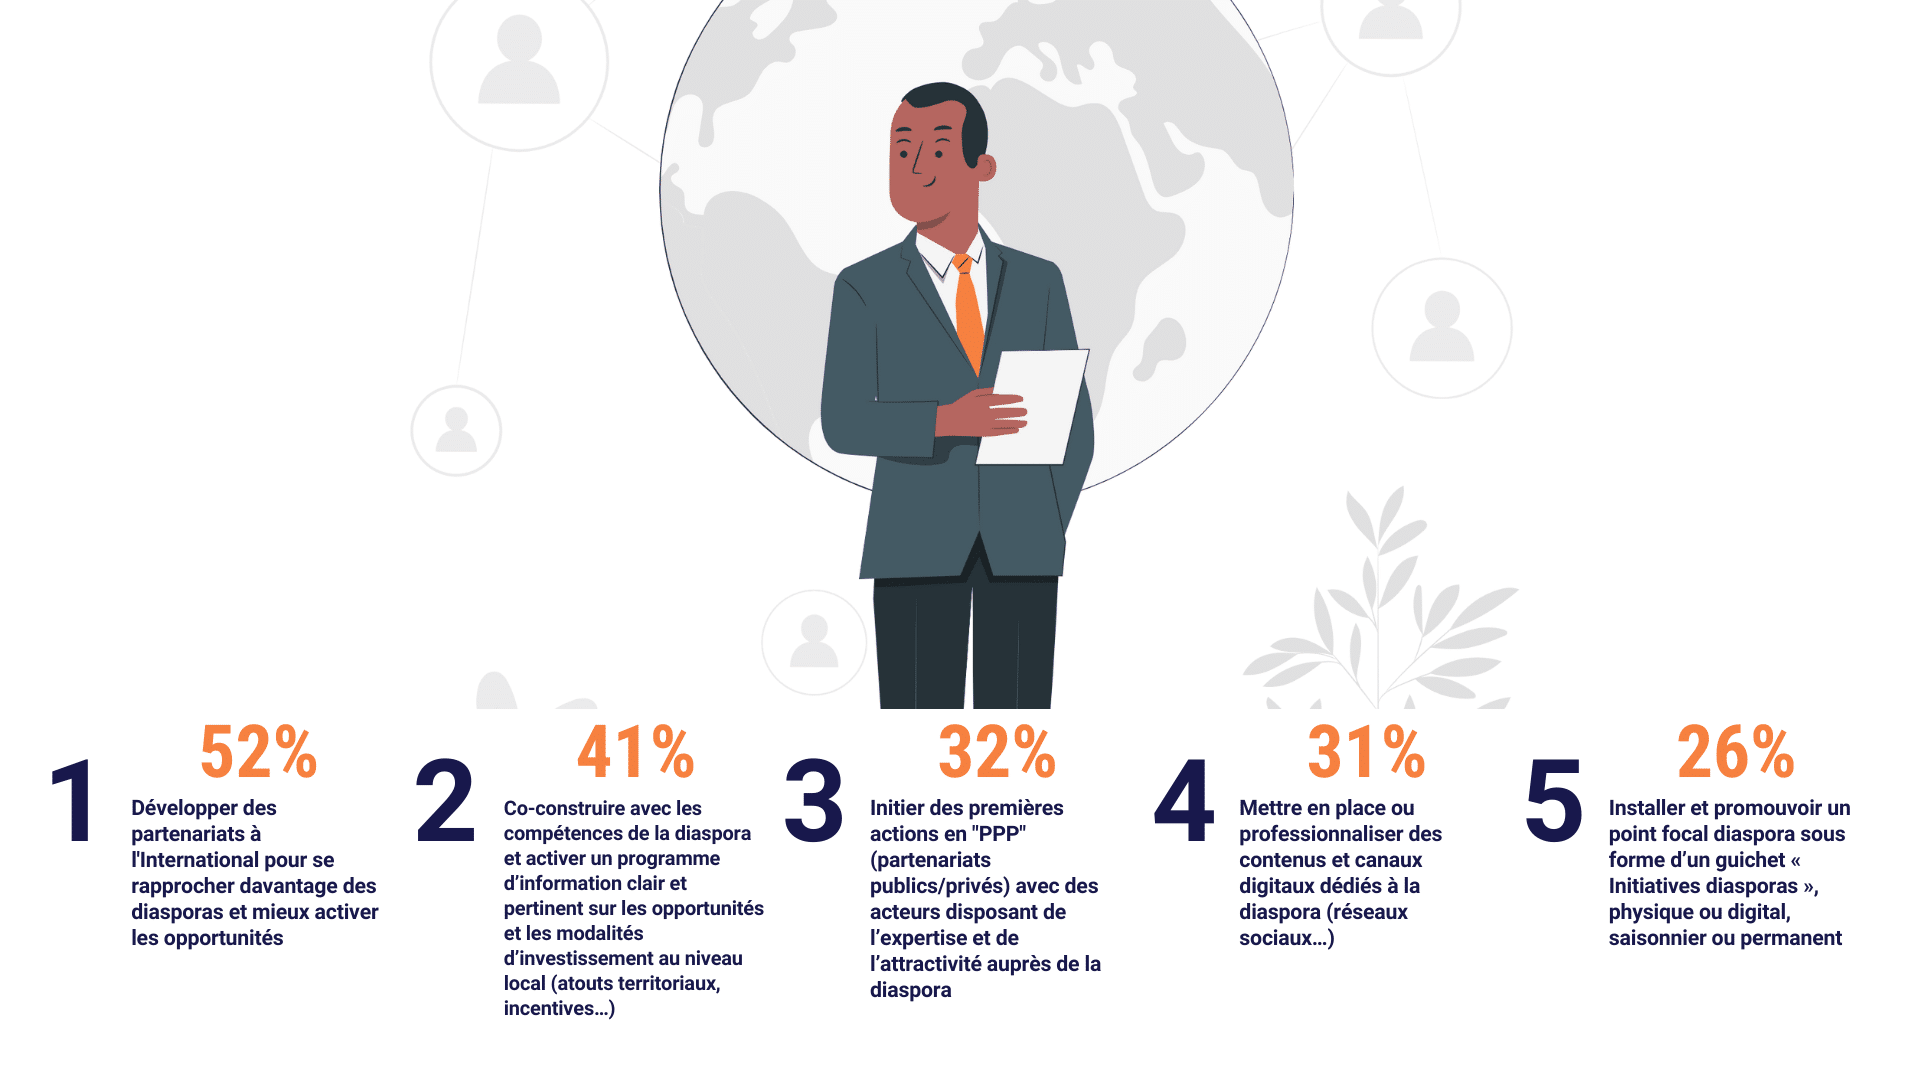 1
52%
Développer des
partenariats à
l'International pour se
rapprocher davantage des
diasporas et mieux activer
les opportunités
2
41%
Co-construire avec les
compétences de la diaspora
et activer un programme
d’information clair et
pertinent sur les opportunités
et les modalités
d’investissement au niveau
local (atouts territoriaux,
incentives…)
3
32%
Initier des premières
actions en "PPP"
(partenariats
publics/privés) avec des
acteurs disposant de
l’expertise et de
l’attractivité auprès de la
diaspora
4
31%
Mettre en place ou
professionnaliser des
contenus et canaux
digitaux dédiés à la
diaspora (réseaux
sociaux…)
5
26%
Installer et promouvoir un
point focal diaspora sous
forme d’un guichet «
Initiatives diasporas »,
physique ou digital,
saisonnier ou permanent